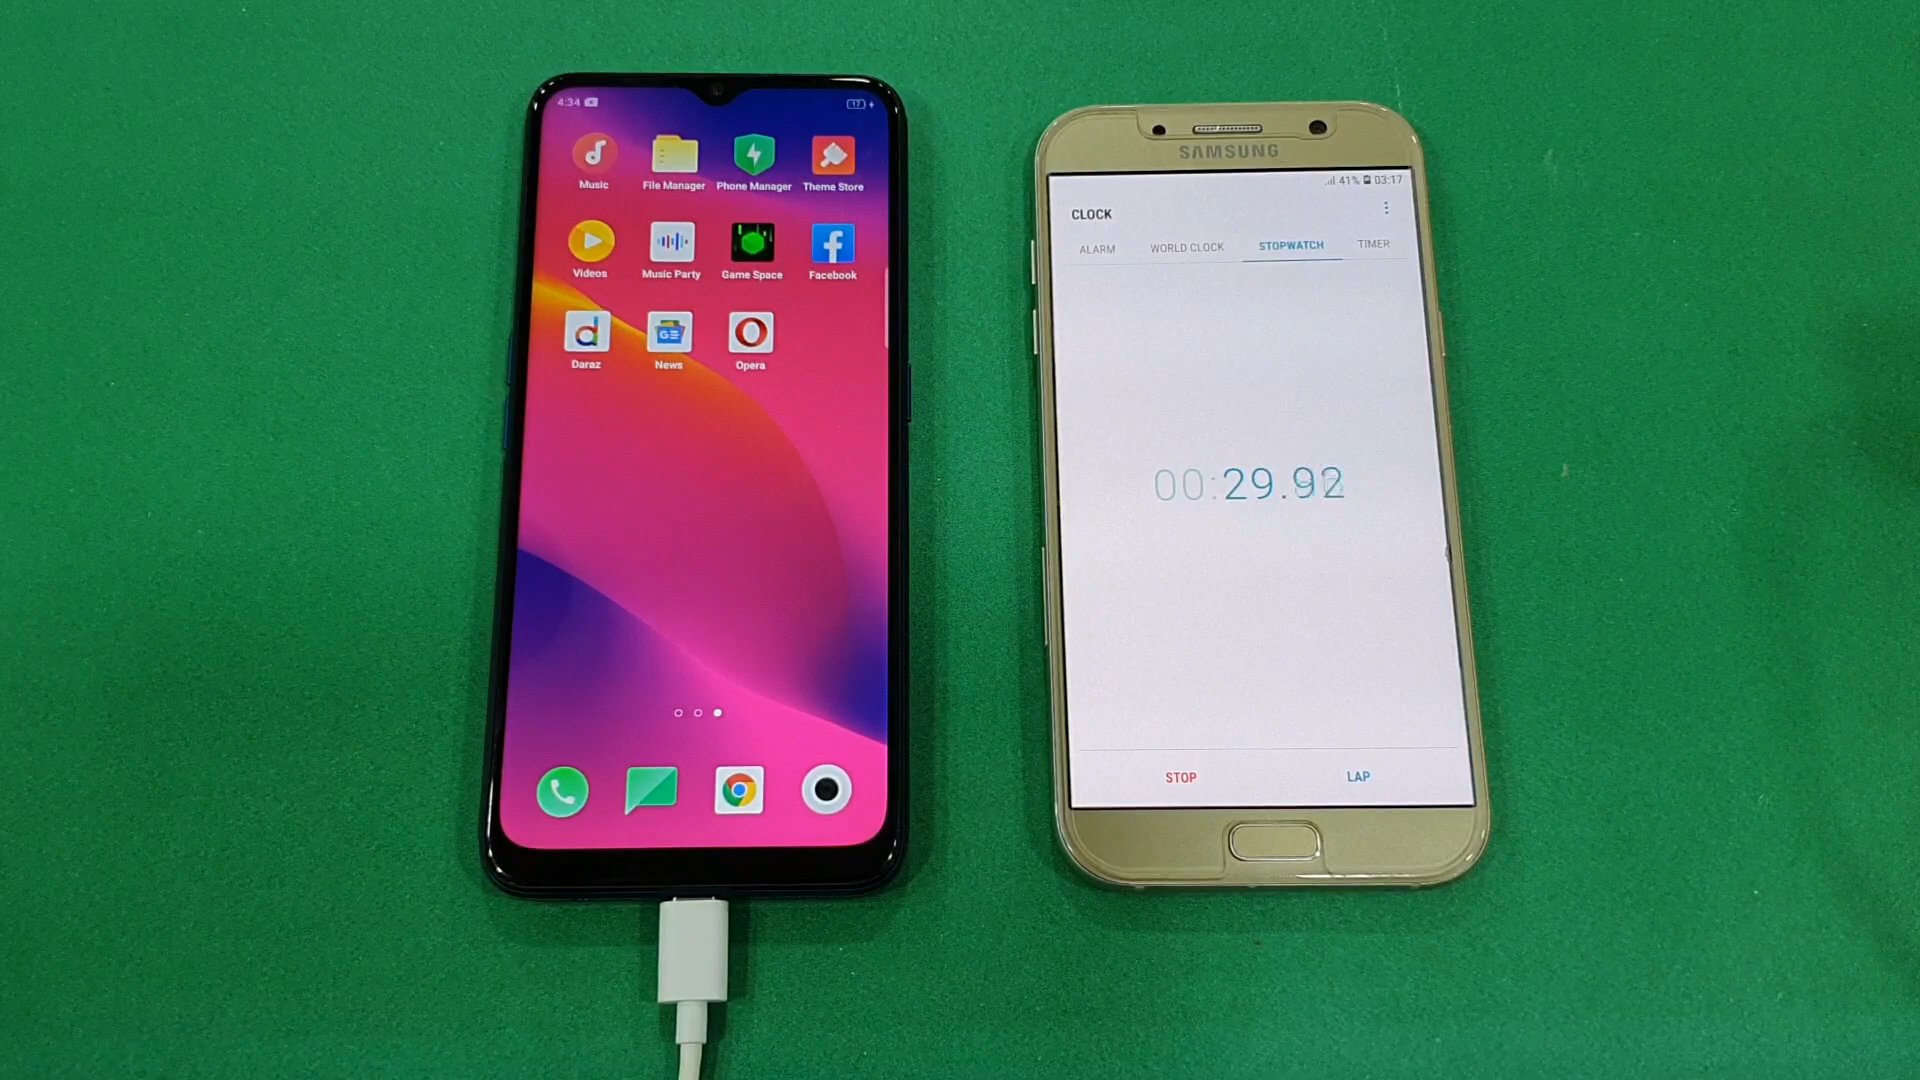 4:34
17
Music
File Manager
Phone Manager
Theme Store
Videos
Music Party
Game Space
Facebook
Daraz
News
Opera
SAMSUNG
41% 03:17
CLOCK
ALARM
WORLD CLOCK
STOPWATCH
TIMER
00:29.92
STOP
LAP